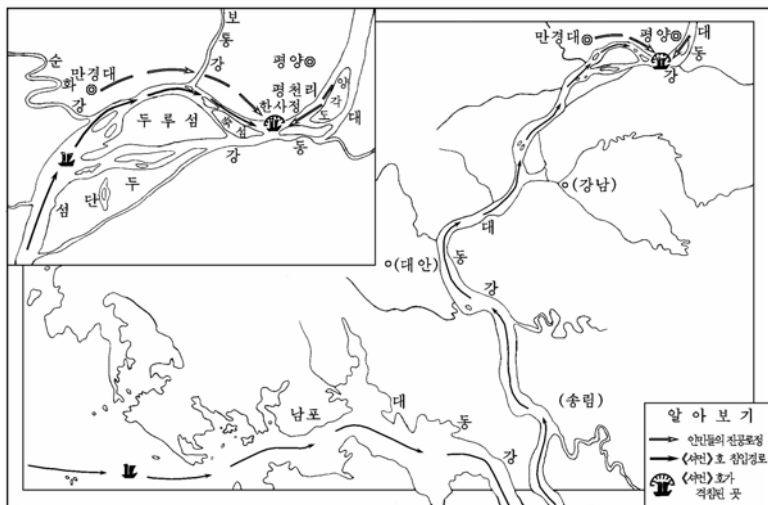 보통강
평양
만경대
순화강
평천리
한사정
양각도
대동강
두루섬
쑥섬
두단섬
만경대
평양
대동강
(강남)
대동강
(대안)
(송림)
남포
대동강
알아보기
인민들의 진공로정
《셔먼》호 침입경로
《셔먼》호가
격침된 곳